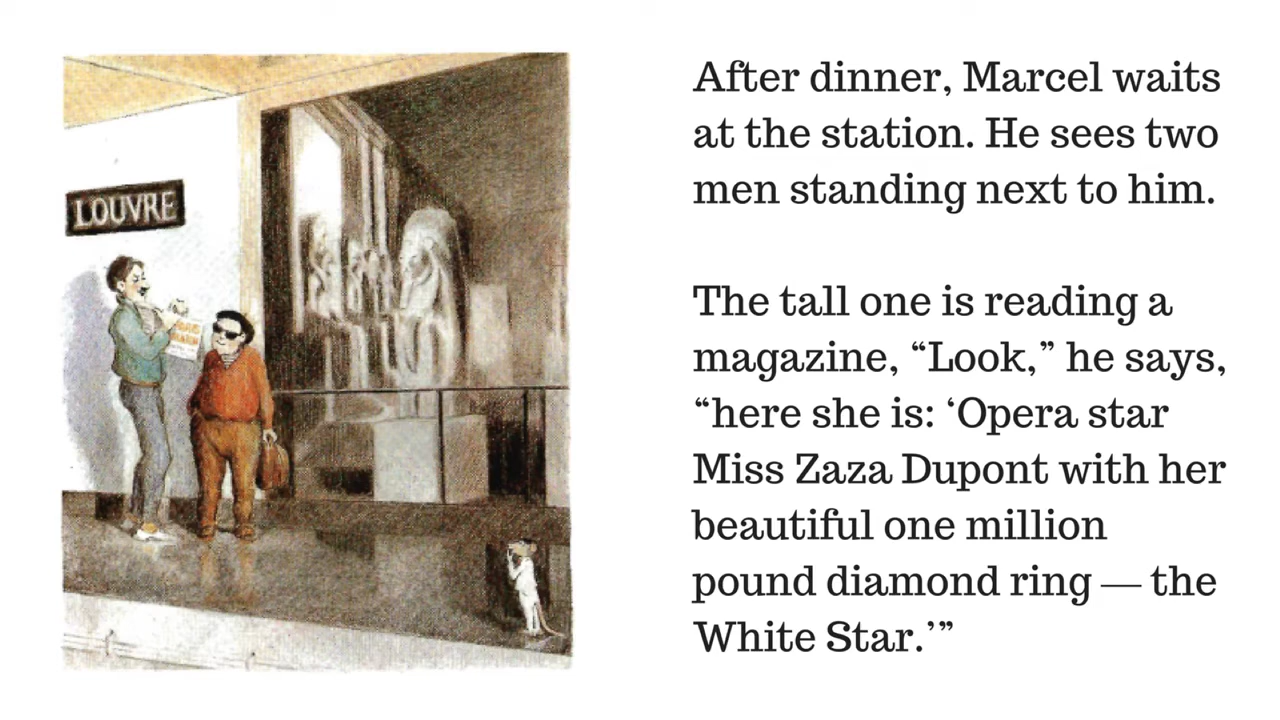 LOUVRE
After dinner, Marcel waits
at the station. He sees two
men standing next to him.
The tall one is reading a
magazine, “Look,” he says,
“here she is: ‘Opera star
Miss Zaza Dupont with her
beautiful one million
pound diamond ring — the
White Star.’”